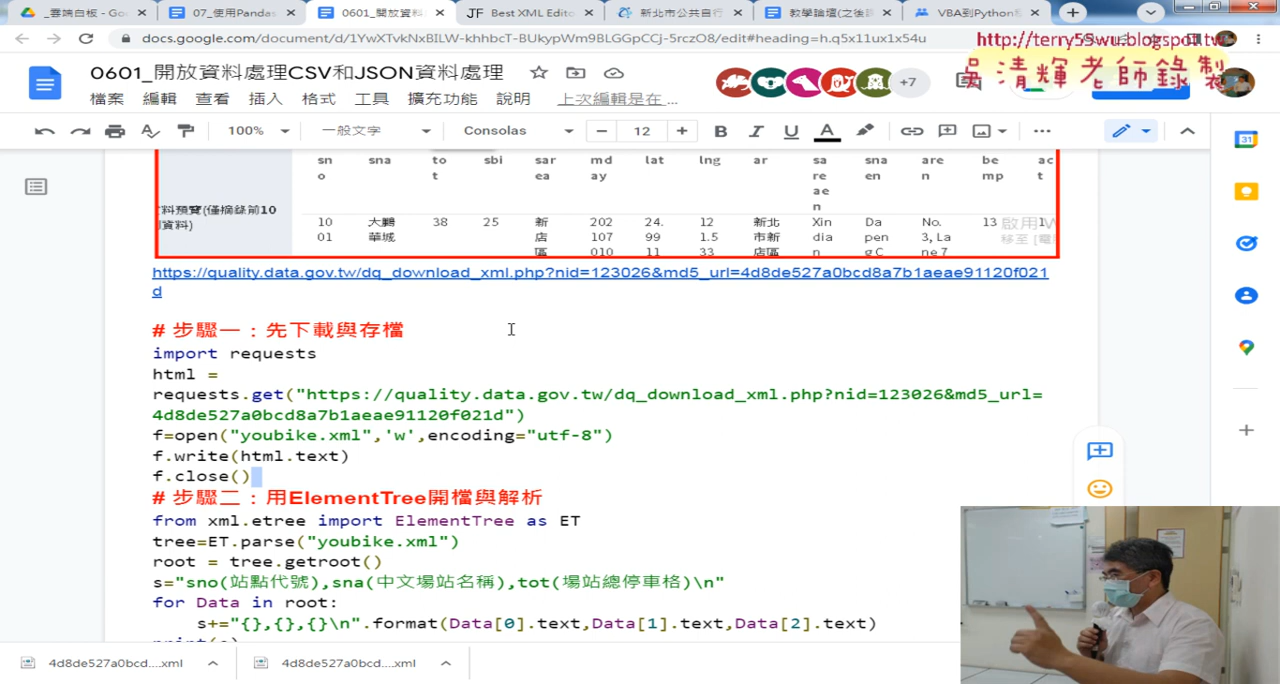 _雲端白板 - Go
07_使用Pandas
0601_開放資料
Best XML Edito
新北市公共自行
教學論壇(之後
VBA到Python
docs.google.com/document/d/1YwXTvkNxBILW-khhbcT-BUkypWm9BLGGpCCj-5rczO8/edit#heading=h.q5x11ux1x54u
http://terry55wu.blogspot.tw
吳清輝老師錄製
0601_開放資料處理CSV和JSON資料處理
檔案 編輯 查看 插入 格式 工具 擴充功能 說明 上次編輯是在 ...
+7
100% 一般文字 Consolas 12
sno sna tot sbi sarea mday lat lng ar sareaen snaen aren bemp act
資料預覽(僅摘錄前10
筆資料)
1001 大鵬華城 38 25 新店區 202107010 24.9911 121.533 新北市新店區 Xindian Dapeng C No. 3, Lane 7 13 1
https://quality.data.gov.tw/dq_download_xml.php?nid=123026&md5_url=4d8de527a0bcd8a7b1aeae91120f021
d
# 步驟一：先下載與存檔
import requests
html =
requests.get("https://quality.data.gov.tw/dq_download_xml.php?nid=123026&md5_url=
4d8de527a0bcd8a7b1aeae91120f021d")
f=open("youbike.xml",'w',encoding="utf-8")
f.write(html.text)
f.close()
# 步驟二：用ElementTree開檔與解析
from xml.etree import ElementTree as ET
tree=ET.parse("youbike.xml")
root = tree.getroot()
s="sno(站點代號),sna(中文場站名稱),tot(場站總停車格)\n"
for Data in root:
s+="{},{},{}\n".format(Data[0].text,Data[1].text,Data[2].text)
print(s)
4d8de527a0bcd....xml
4d8de527a0bcd....xml